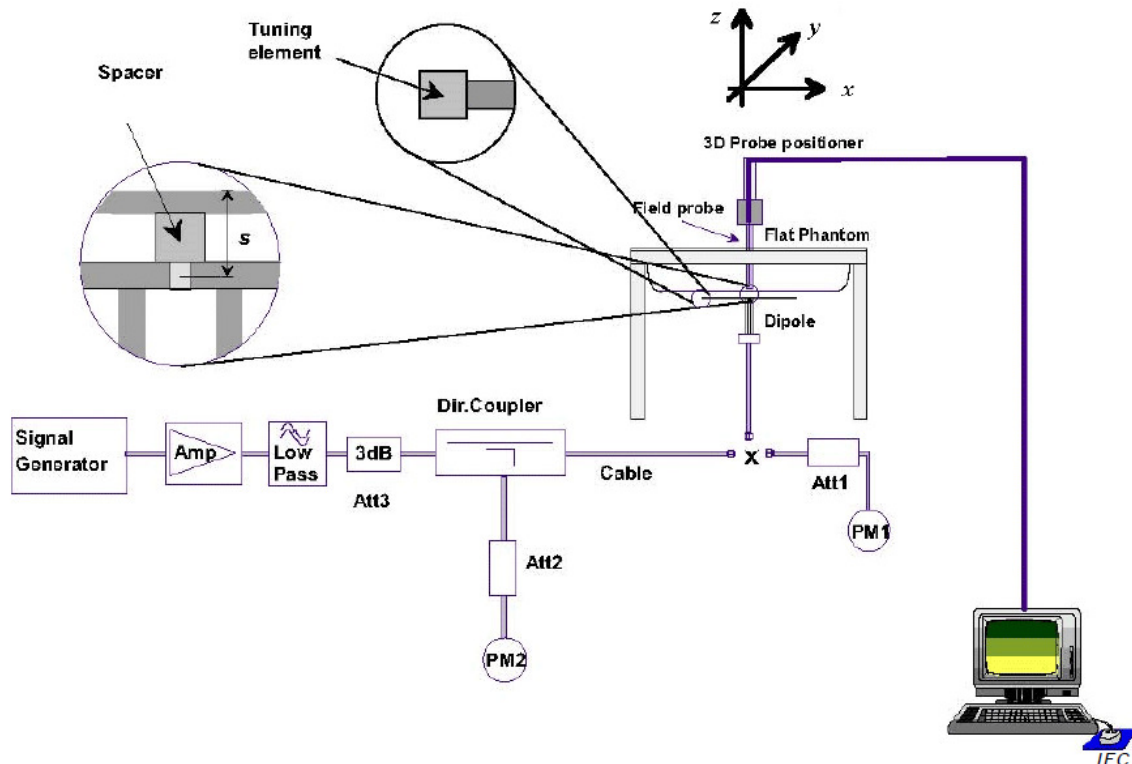 z
y
x
Tuning
element
Spacer
s
3D Probe positioner
Field probe
Flat Phantom
Dipole
Dir.Coupler
Signal
Generator
Amp
Low
Pass
3dB
Att3
Cable
X
Att1
PM1
Att2
PM2
IEC